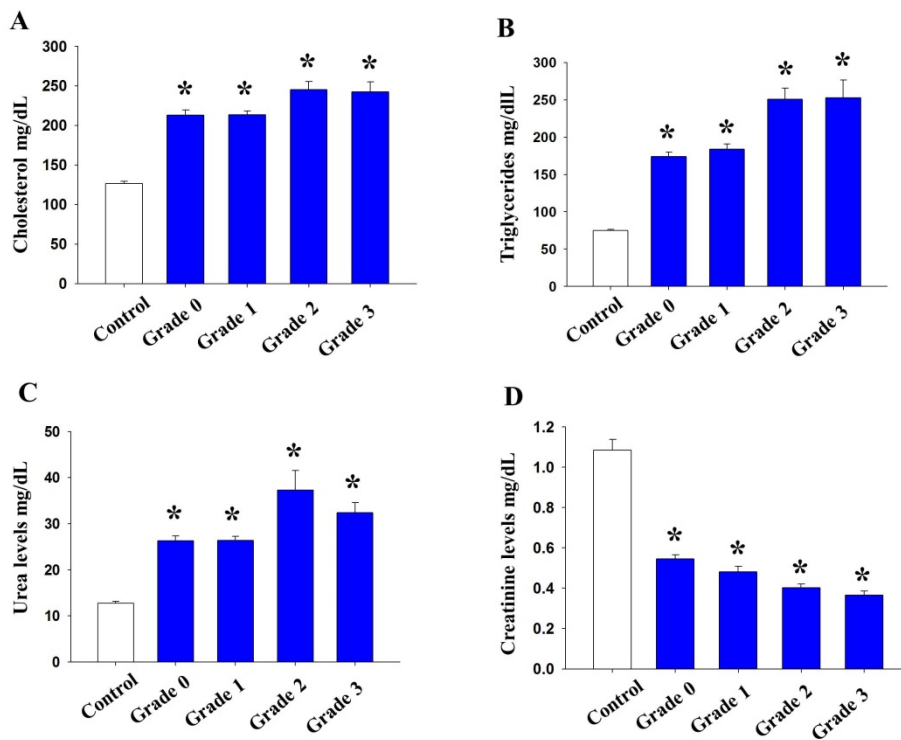 A
Cholesterol mg/dL
300
250
200
150
100
50
0
* * * *
Control Grade 0 Grade 1 Grade 2 Grade 3
B
Triglycerides mg/dlL
300
250
200
150
100
50
0
* * * *
Control Grade 0 Grade 1 Grade 2 Grade 3
C
Urea levels mg/dL
50
40
30
20
10
0
* * * *
Control Grade 0 Grade 1 Grade 2 Grade 3
D
Creatinine levels mg/dL
1.2
1.0
0.8
0.6
0.4
0.2
0.0
* * * *
Control Grade 0 Grade 1 Grade 2 Grade 3